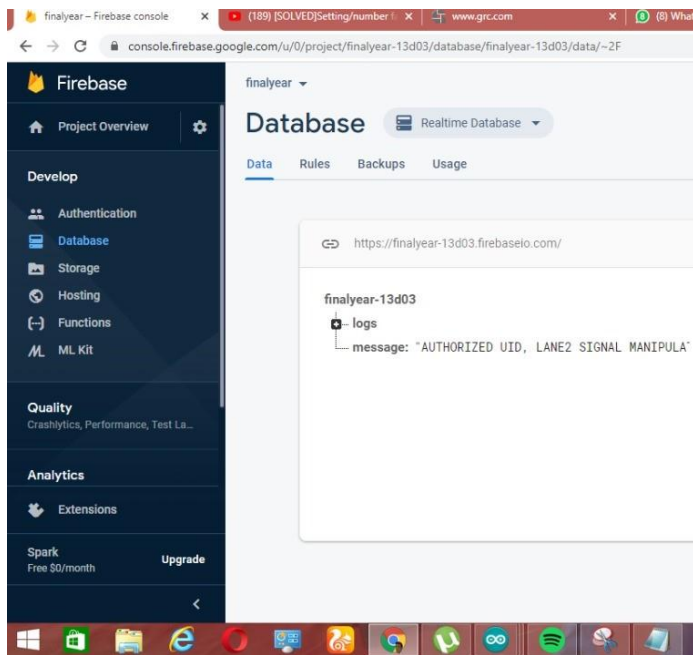 finalyear – Firebase console
(189) [SOLVED]Setting/number
www.grc.com
(8) What
console.firebase.google.com/u/0/project/finalyear-13d03/database/finalyear-13d03/data/~2F
Firebase
finalyear
Project Overview
Database
Realtime Database
Data Rules Backups Usage
Develop
Authentication
Database
Storage
Hosting
Functions
ML Kit
https://finalyear-13d03.firebaseio.com/
finalyear-13d03
logs
message: "AUTHORIZED UID, LANE2 SIGNAL MANIPULA"
Quality
Crashlytics, Performance, Test La...
Analytics
Extensions
Spark
Free $0/month
Upgrade